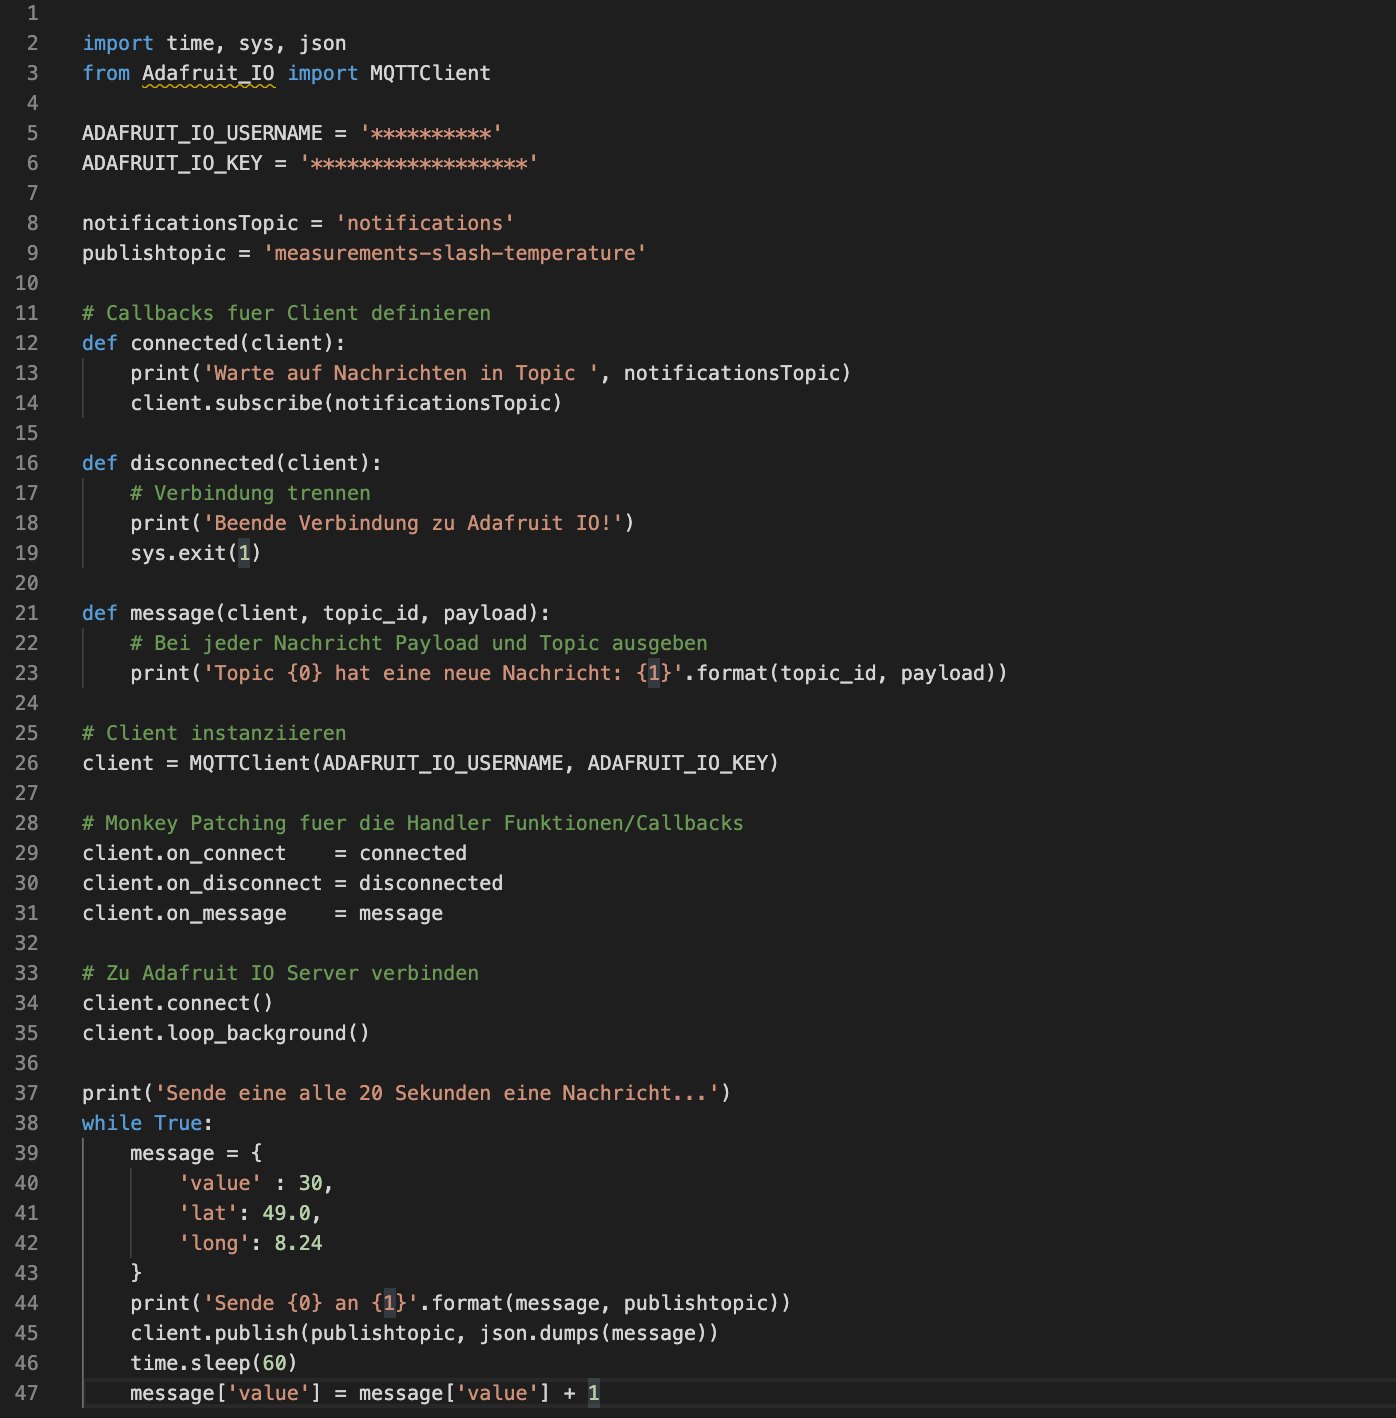 1
2 import time, sys, json
3 from Adafruit_IO import MQTTClient
4
5 ADAFRUIT_IO_USERNAME = '**********'
6 ADAFRUIT_IO_KEY = '******************'
7
8 notificationsTopic = 'notifications'
9 publishtopic = 'measurements-slash-temperature'
10
11 # Callbacks fuer Client definieren
12 def connected(client):
13     print('Warte auf Nachrichten in Topic ', notificationsTopic)
14     client.subscribe(notificationsTopic)
15
16 def disconnected(client):
17     # Verbindung trennen
18     print('Beende Verbindung zu Adafruit IO!')
19     sys.exit(1)
20
21 def message(client, topic_id, payload):
22     # Bei jeder Nachricht Payload und Topic ausgeben
23     print('Topic {0} hat eine neue Nachricht: {1}'.format(topic_id, payload))
24
25 # Client instanziieren
26 client = MQTTClient(ADAFRUIT_IO_USERNAME, ADAFRUIT_IO_KEY)
27
28 # Monkey Patching fuer die Handler Funktionen/Callbacks
29 client.on_connect    = connected
30 client.on_disconnect = disconnected
31 client.on_message    = message
32
33 # Zu Adafruit IO Server verbinden
34 client.connect()
35 client.loop_background()
36
37 print('Sende eine alle 20 Sekunden eine Nachricht...')
38 while True:
39     message = {
40         'value' : 30,
41         'lat': 49.0,
42         'long': 8.24
43     }
44     print('Sende {0} an {1}'.format(message, publishtopic))
45     client.publish(publishtopic, json.dumps(message))
46     time.sleep(60)
47     message['value'] = message['value'] + 1